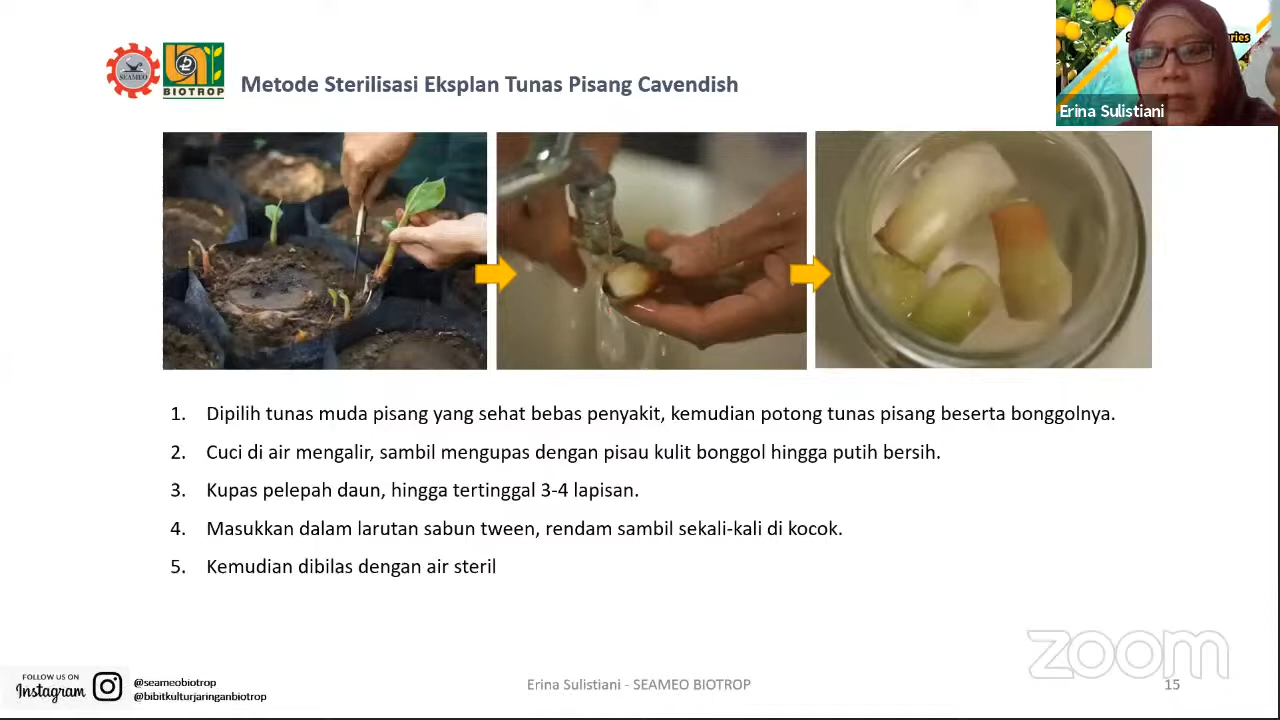 SEAMEO
BIOTROP
Metode Sterilisasi Eksplan Tunas Pisang Cavendish
Erina Sulistiani
1. Dipilih tunas muda pisang yang sehat bebas penyakit, kemudian potong tunas pisang beserta bonggolnya.
2. Cuci di air mengalir, sambil mengupas dengan pisau kulit bonggol hingga putih bersih.
3. Kupas pelepah daun, hingga tertinggal 3-4 lapisan.
4. Masukkan dalam larutan sabun tween, rendam sambil sekali-kali di kocok.
5. Kemudian dibilas dengan air steril
zoom
FOLLOW US ON
Instagram
@seameobiotrop
@bibitkulturjaringanbiotrop
Erina Sulistiani - SEAMEO BIOTROP
15